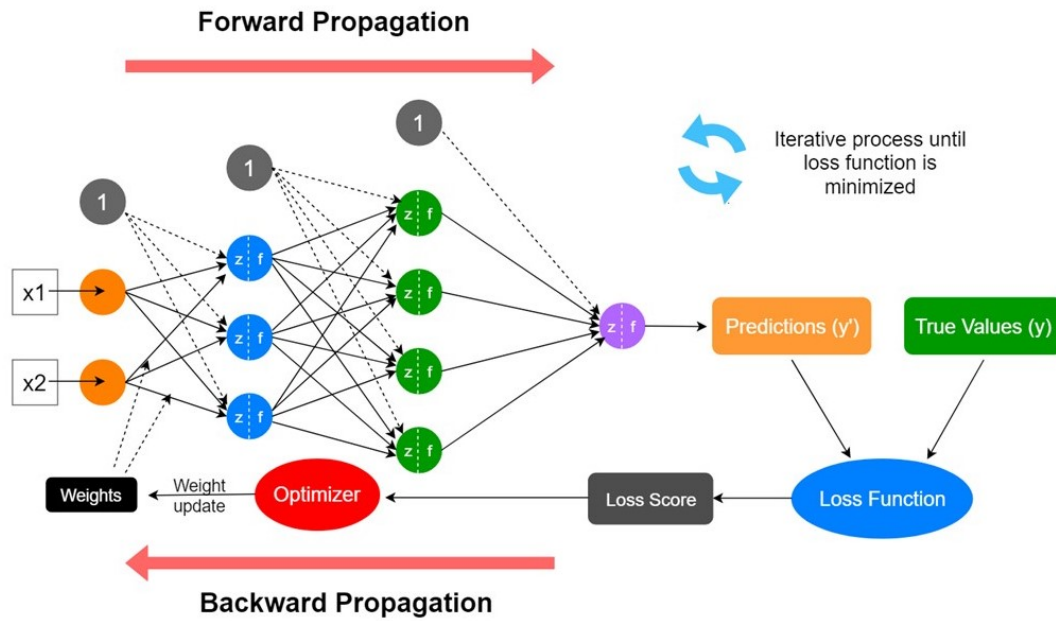 Forward Propagation
1
1
1
Iterative process until
loss function is
minimized
z f
z f
x1
z f
z f
z f
Predictions (y')
True Values (y)
x2
z f
z f
z f
Weights
Weight
update
Optimizer
Loss Score
Loss Function
Backward Propagation